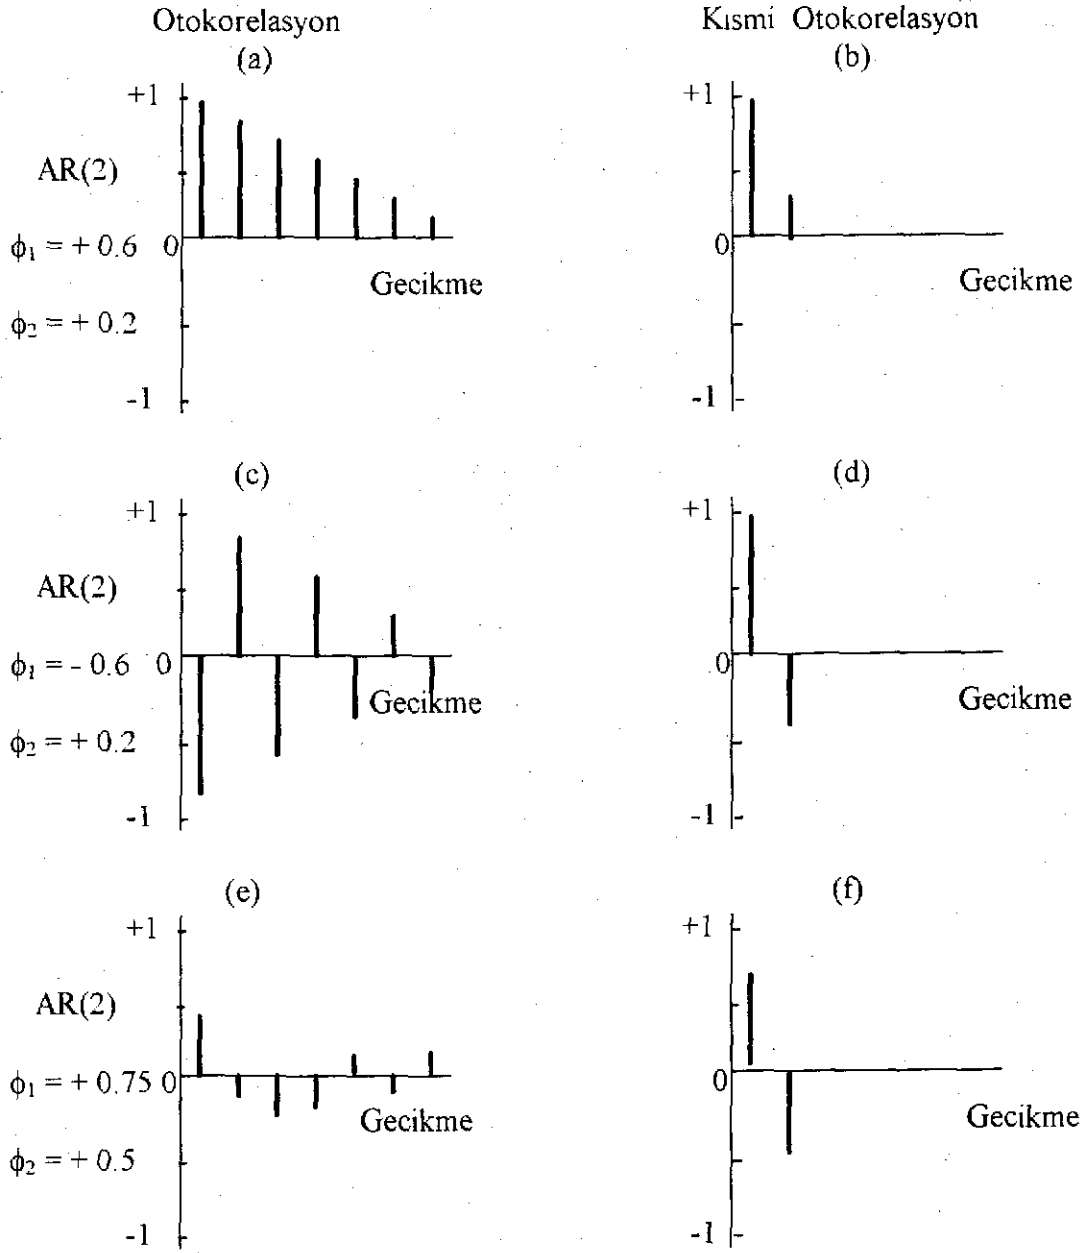 Otokorelasyon Kısmi Otokorelasyon
(a) (b)
+1 +1
AR(2)
ϕ₁ = + 0.6 0 0
Gecikme Gecikme
ϕ₂ = + 0.2
-1 -1
(c) (d)
+1 +1
AR(2)
ϕ₁ = - 0.6 0 0
Gecikme Gecikme
ϕ₂ = + 0.2
-1 -1
(e) (f)
+1 +1
AR(2)
ϕ₁ = + 0.75 0 0
Gecikme Gecikme
ϕ₂ = + 0.5
-1 -1